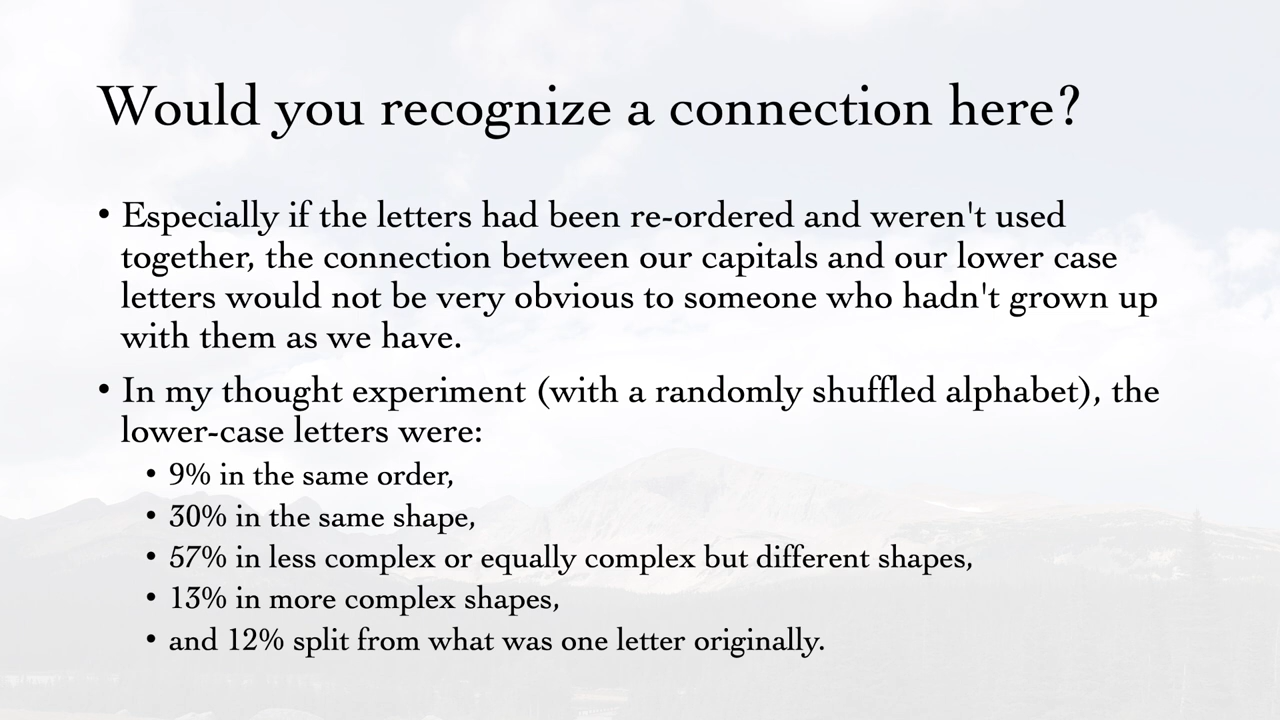 Would you recognize a connection here?
• Especially if the letters had been re-ordered and weren't used
together, the connection between our capitals and our lower case
letters would not be very obvious to someone who hadn't grown up
with them as we have.
• In my thought experiment (with a randomly shuffled alphabet), the
lower-case letters were:
• 9% in the same order,
• 30% in the same shape,
• 57% in less complex or equally complex but different shapes,
• 13% in more complex shapes,
• and 12% split from what was one letter originally.